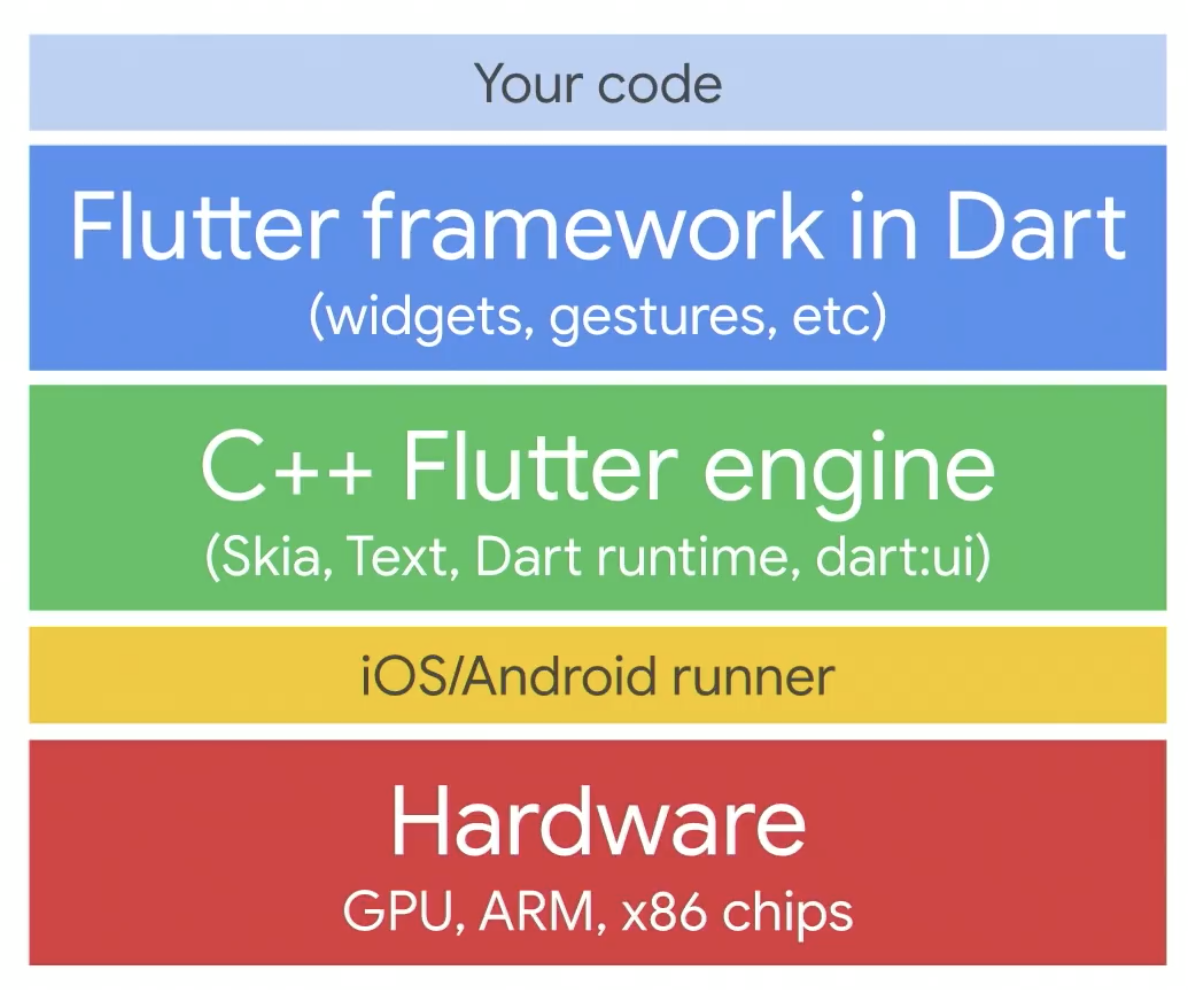 Your code
Flutter framework in Dart
(widgets, gestures, etc)
C++ Flutter engine
(Skia, Text, Dart runtime, dart:ui)
iOS/Android runner
Hardware
GPU, ARM, x86 chips